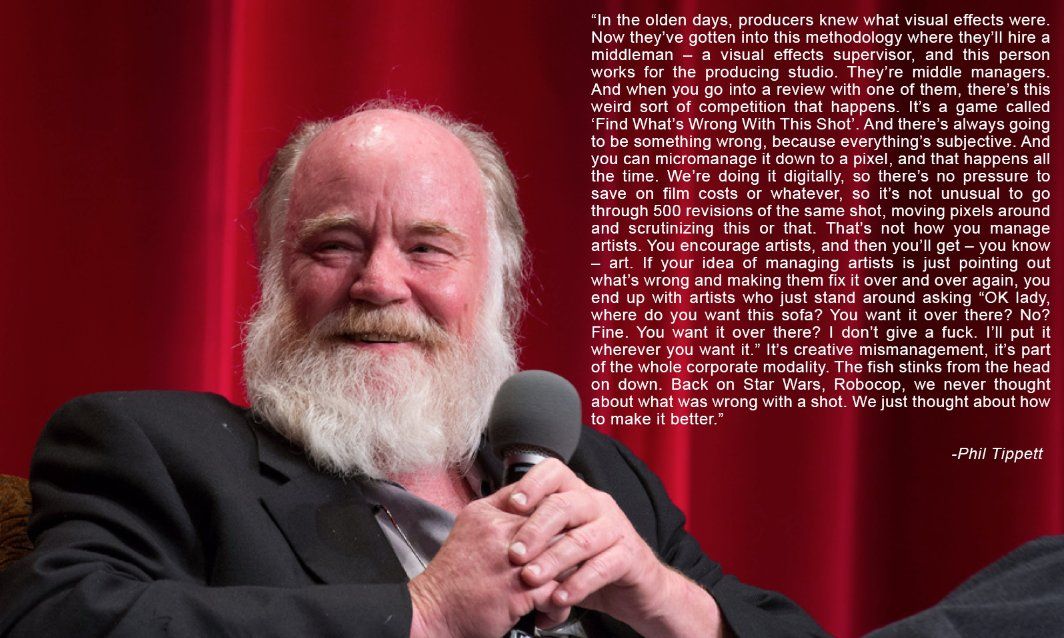 “In the olden days, producers knew what visual effects were.
Now they’ve gotten into this methodology where they’ll hire a
middleman – a visual effects supervisor, and this person
works for the producing studio. They’re middle managers.
And when you go into a review with one of them, there’s this
weird sort of competition that happens. It’s a game called
‘Find What’s Wrong With This Shot’. And there’s always going
to be something wrong, because everything’s subjective. And
you can micromanage it down to a pixel, and that happens all
the time. We’re doing it digitally, so there’s no pressure to
save on film costs or whatever, so it’s not unusual to go
through 500 revisions of the same shot, moving pixels around
and scrutinizing this or that. That’s not how you manage
artists. You encourage artists, and then you’ll get – you know
– art. If your idea of managing artists is just pointing out
what’s wrong and making them fix it over and over again, you
end up with artists who just stand around asking “OK lady,
where do you want this sofa? You want it over there? No?
Fine. You want it over there? I don’t give a fuck. I’ll put it
wherever you want it.” It’s creative mismanagement, it’s part
of the whole corporate modality. The fish stinks from the head
on down. Back on Star Wars, Robocop, we never thought
about what was wrong with a shot. We just thought about how
to make it better.”
-Phil Tippett